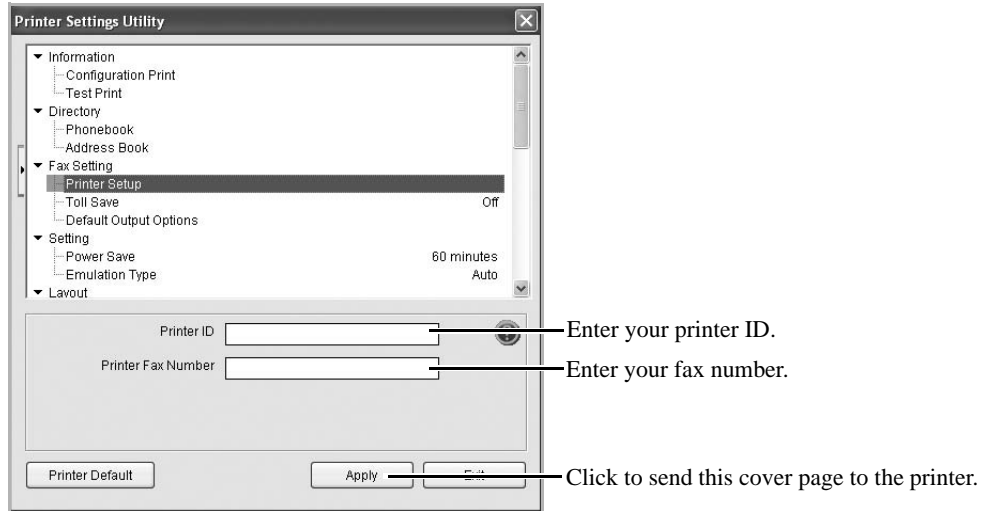 Printer Settings Utility
Information
Configuration Print
Test Print
Directory
Phonebook
Address Book
Fax Setting
Printer Setup
Toll Save Off
Default Output Options
Setting
Power Save 60 minutes
Emulation Type Auto
Layout
Printer ID
Enter your printer ID.
Printer Fax Number
Enter your fax number.
Printer Default Apply Exit
Click to send this cover page to the printer.